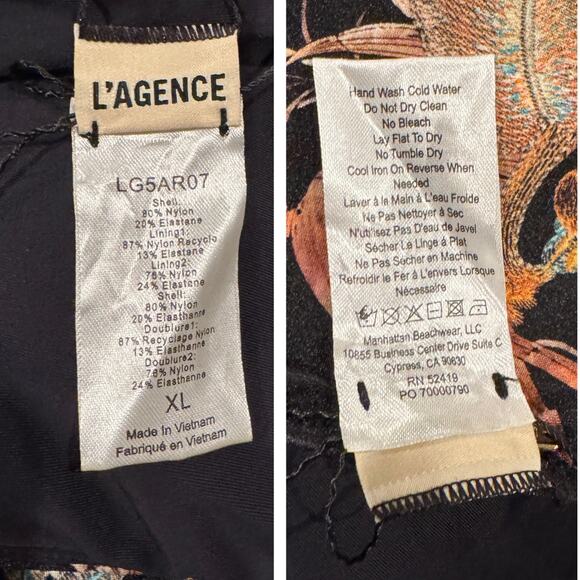 L'AGENCE
LG5AR07
Shell:
80% Nylon
20% Elastane
Lining1:
87% Nylon Recyclo
13% Elastane
Lining2:
76% Nylon
24% Elastane
Shell:
80% Nylon
20% Elasthanne
Doublure1:
87% Recyclage Nylon
13% Elasthanne
Doublure2:
76% Nylon
24% Elasthanne
XL
Made in Vietnam
Fabriqué en Vietnam
Hand Wash Cold Water
Do Not Dry Clean
No Bleach
Lay Flat To Dry
No Tumble Dry
Cool Iron On Reverse When
Needed
Laver à la Main à L'eau Froide
Ne Pas Nettoyer à Sec
N'utilisez Pas D'eau de Javel
Sécher Le Linge à Plat
Ne Pas Sécher en Machine
Refroidir le Fer À L'envers Lorsque
Nécessaire
Manhattan Beachwear, LLC
10855 Business Center Drive Suite C
Cypress, CA 90630
RN 52419
PO 70000790